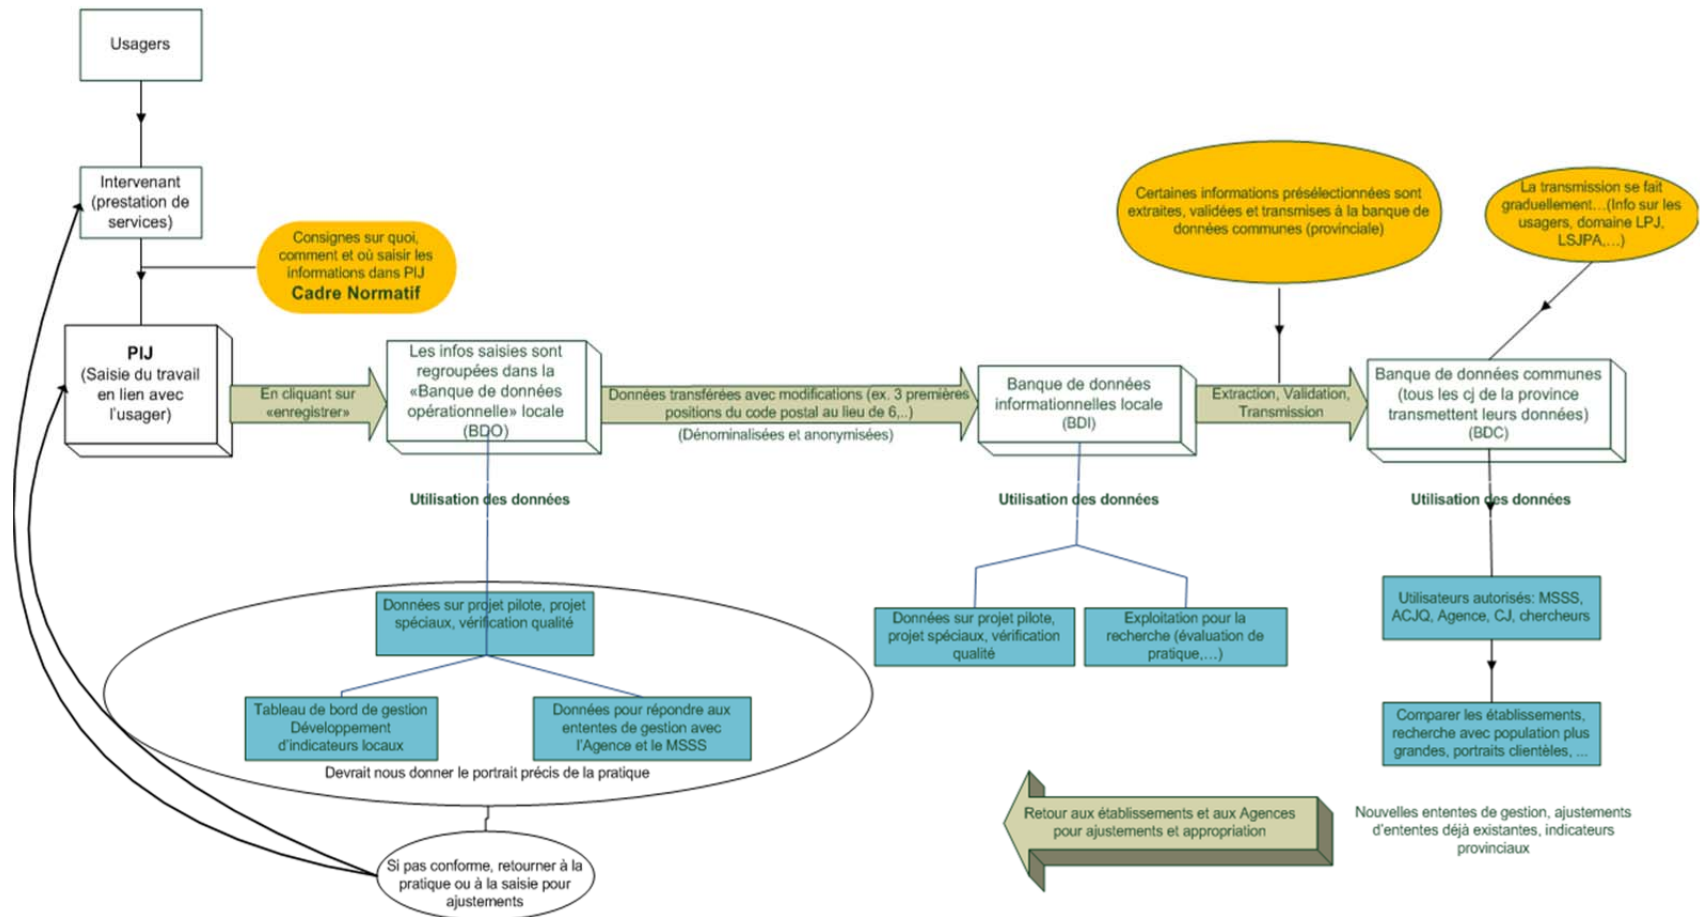 Usagers
Intervenant
(prestation de
services)
Consignes sur quoi,
comment et où saisir les
informations dans PIJ
Cadre Normatif
Certaines informations présélectionnées sont
extraites, validées et transmises à la banque de
données communes (provinciale)
La transmission se fait
graduellement…(Info sur les
usagers, domaine LPJ,
LSJPA,…)
PIJ
(Saisie du travail
en lien avec
l'usager)
En cliquant sur
«enregistrer»
Les infos saisies sont
regroupées dans la
«Banque de données
opérationnelle» locale
(BDO)
Données transférées avec modifications (ex. 3 premières
positions du code postal au lieu de 6,..)
(Dénominalisées et anonymisées)
Banque de données
informationnelles locale
(BDI)
Extraction, Validation,
Transmission
Banque de données communes
(tous les cj de la province
transmettent leurs données)
(BDC)
Utilisation des données
Utilisation des données
Utilisation des données
Données sur projet pilote, projet
spéciaux, vérification qualité
Tableau de bord de gestion
Développement
d'indicateurs locaux
Données pour répondre aux
ententes de gestion avec
l'Agence et le MSSS
Devrait nous donner le portrait précis de la pratique
Si pas conforme, retourner à la
pratique ou à la saisie pour
ajustements
Données sur projet pilote,
projet spéciaux, vérification
qualité
Exploitation pour la
recherche (évaluation de
pratique,…)
Utilisateurs autorisés: MSSS,
ACJQ, Agence, CJ, chercheurs
Comparer les établissements,
recherche avec population plus
grandes, portraits clientèles, ...
Retour aux établissements et aux Agences
pour ajustements et appropriation
Nouvelles ententes de gestion, ajustements
d'ententes déjà existantes, indicateurs
provinciaux